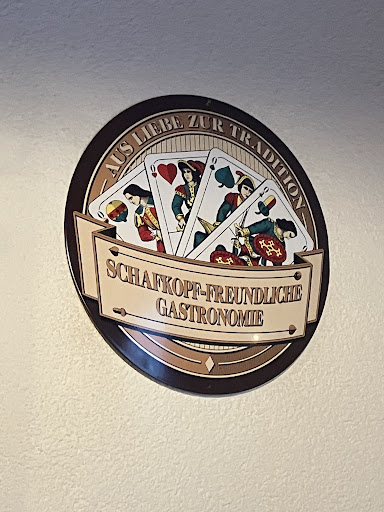 AUS LIEBE ZUR TRADITION
SCHAFKOPF-FREUNDLICHE
GASTRONOMIE